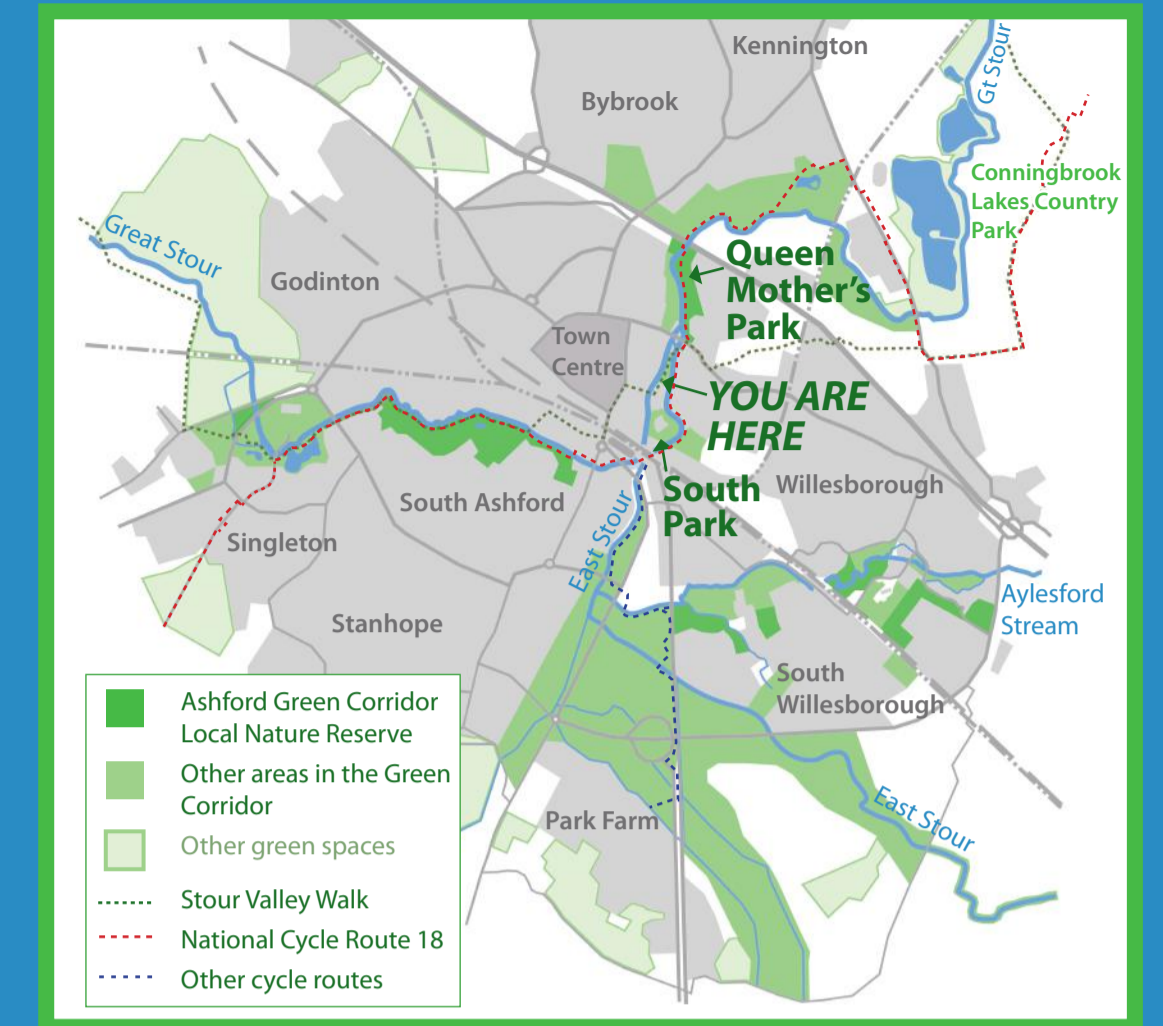 Kennington
Bybrook
Gt Stour
Conningbrook
Lakes Country
Park
Great Stour
Godinton
Queen
Mother's
Park
Town
Centre
YOU ARE
HERE
South Ashford
South
Park
Willesborough
Singleton
East Stour
Aylesford
Stream
Stanhope
South
Willesborough
Park Farm
East Stour
Ashford Green Corridor
Local Nature Reserve
Other areas in the Green
Corridor
Other green spaces
Stour Valley Walk
National Cycle Route 18
Other cycle routes